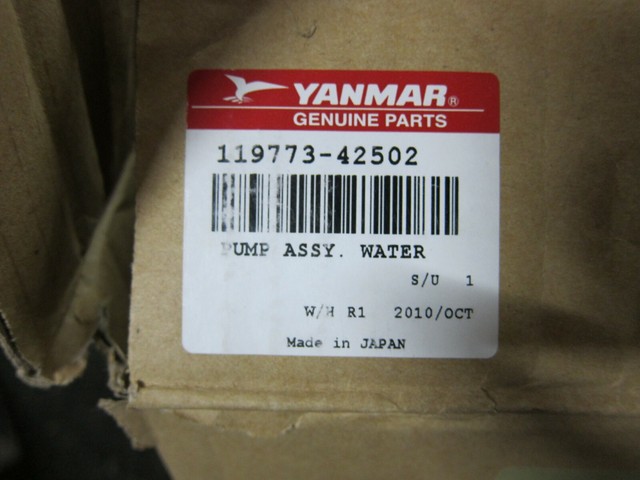 YANMAR®
GENUINE PARTS
119773-42502
PUMP ASSY. WATER
S/U 1
W/H R1 2010/OCT
Made in JAPAN